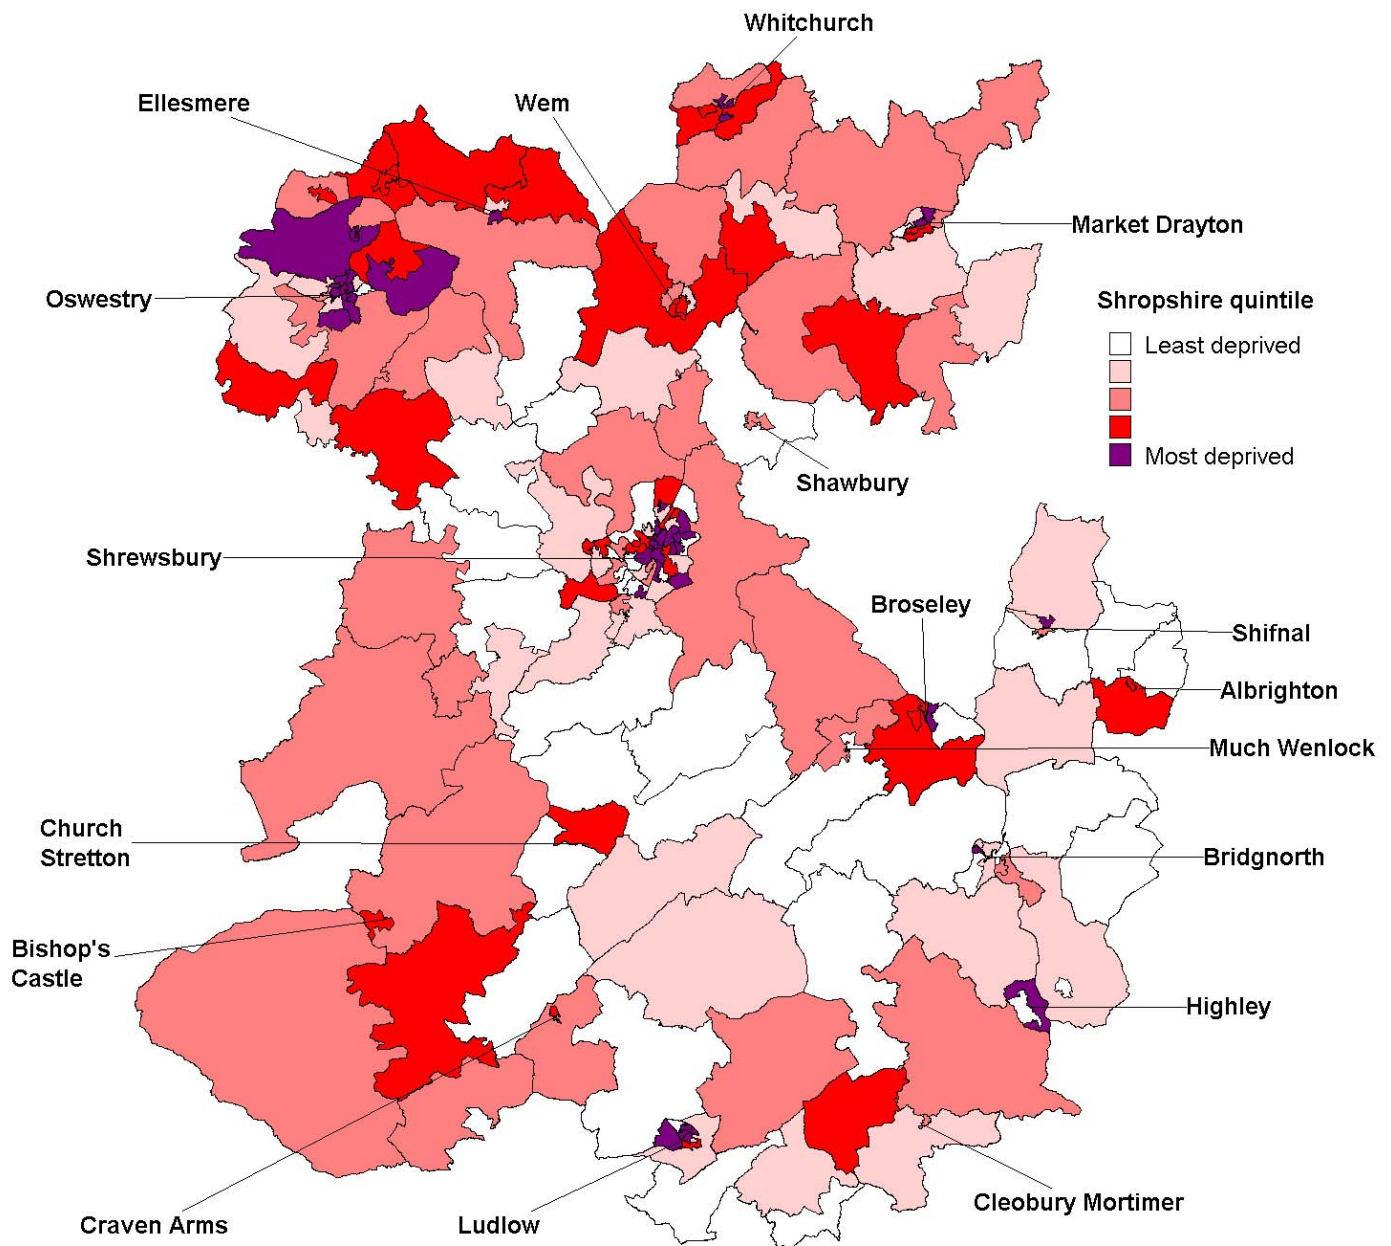 Whitchurch
Ellesmere
Wem
Market Drayton
Oswestry
Shropshire quintile
Least deprived
Most deprived
Shawbury
Shrewsbury
Broseley
Shifnal
Albrighton
Much Wenlock
Church
Stretton
Bridgnorth
Bishop's
Castle
Highley
Cleobury Mortimer
Craven Arms
Ludlow